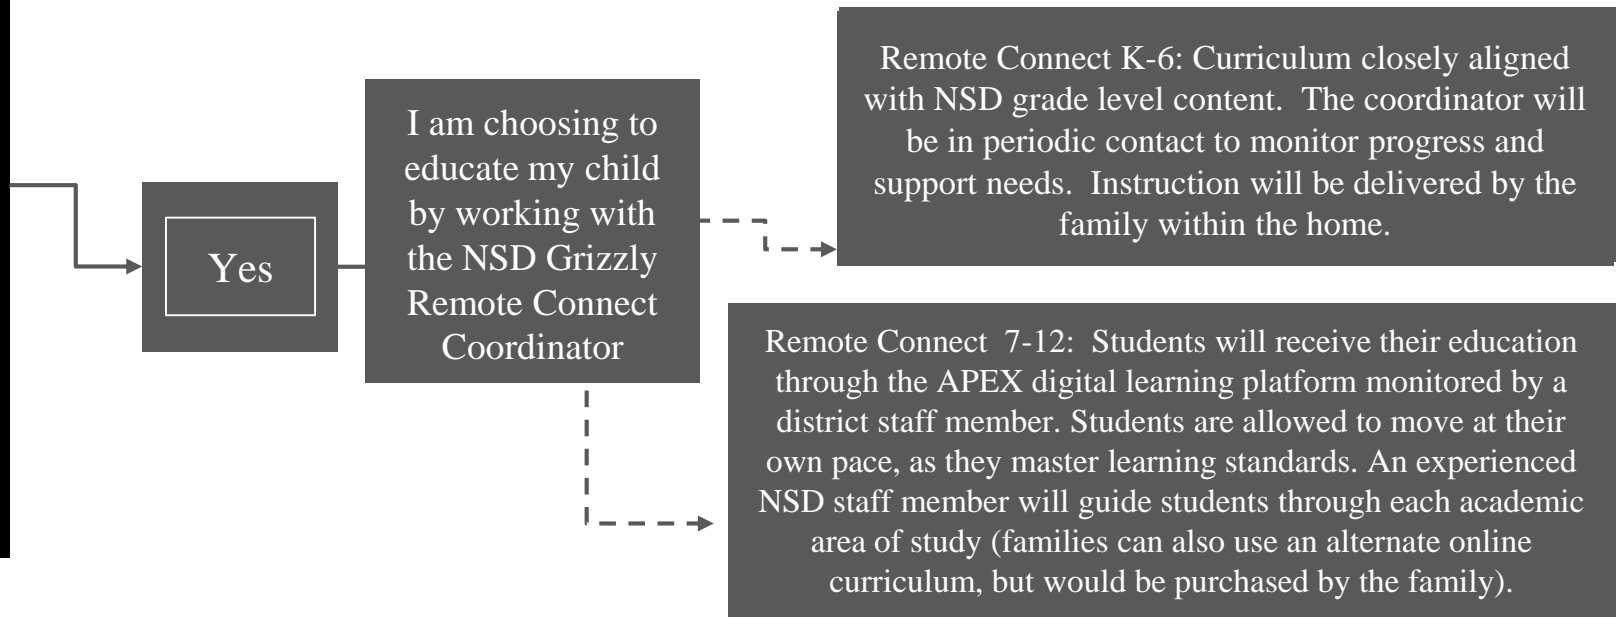 Yes
I am choosing to
educate my child
by working with
the NSD Grizzly
Remote Connect
Coordinator
Remote Connect K-6: Curriculum closely aligned
with NSD grade level content.  The coordinator will
be in periodic contact to monitor progress and
support needs.  Instruction will be delivered by the
family within the home.
Remote Connect  7-12:  Students will receive their education
through the APEX digital learning platform monitored by a
district staff member. Students are allowed to move at their
own pace, as they master learning standards. An experienced
NSD staff member will guide students through each academic
area of study (families can also use an alternate online
curriculum, but would be purchased by the family).